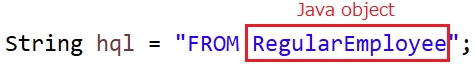 Java object
String hql = "FROM RegularEmployee";